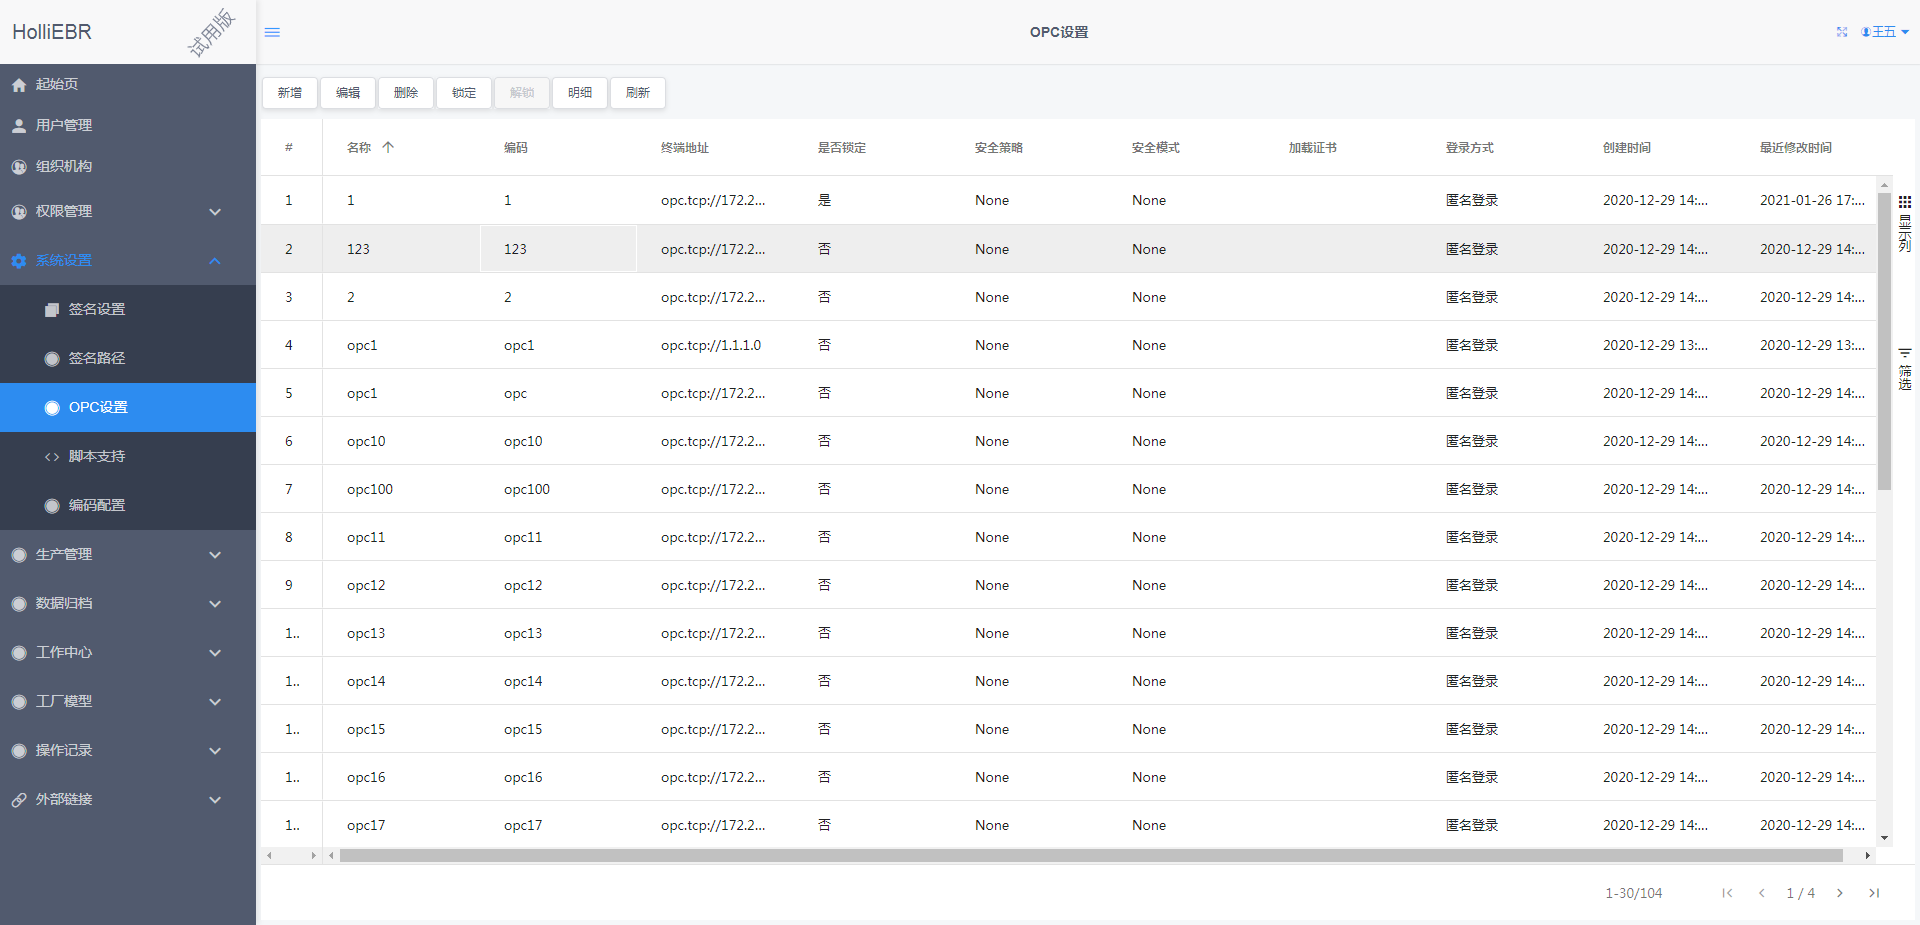 HolliEBR
试用版
OPC设置
王五
起始页
用户管理
组织机构
权限管理
系统设置
签名设置
签名路径
OPC设置
脚本支持
编码配置
生产管理
数据归档
工作中心
工厂模型
操作记录
外部链接
新增 编辑 删除 锁定 解锁 明细 刷新
# 名称 编码 终端地址 是否锁定 安全策略 安全模式 加载证书 登录方式 创建时间 最近修改时间
1 1 1 opc.tcp://172.2... 是 None None 匿名登录 2020-12-29 14:... 2021-01-26 17:...
2 123 123 opc.tcp://172.2... 否 None None 匿名登录 2020-12-29 14:... 2020-12-29 14:...
3 2 2 opc.tcp://172.2... 否 None None 匿名登录 2020-12-29 14:... 2020-12-29 14:...
4 opc1 opc1 opc.tcp://1.1.1.0 否 None None 匿名登录 2020-12-29 13:... 2020-12-29 13:...
5 opc1 opc opc.tcp://172.2... 否 None None 匿名登录 2020-12-29 14:... 2020-12-29 14:...
6 opc10 opc10 opc.tcp://172.2... 否 None None 匿名登录 2020-12-29 14:... 2020-12-29 14:...
7 opc100 opc100 opc.tcp://172.2... 否 None None 匿名登录 2020-12-29 14:... 2020-12-29 14:...
8 opc11 opc11 opc.tcp://172.2... 否 None None 匿名登录 2020-12-29 14:... 2020-12-29 14:...
9 opc12 opc12 opc.tcp://172.2... 否 None None 匿名登录 2020-12-29 14:... 2020-12-29 14:...
1.. opc13 opc13 opc.tcp://172.2... 否 None None 匿名登录 2020-12-29 14:... 2020-12-29 14:...
1.. opc14 opc14 opc.tcp://172.2... 否 None None 匿名登录 2020-12-29 14:... 2020-12-29 14:...
1.. opc15 opc15 opc.tcp://172.2... 否 None None 匿名登录 2020-12-29 14:... 2020-12-29 14:...
1.. opc16 opc16 opc.tcp://172.2... 否 None None 匿名登录 2020-12-29 14:... 2020-12-29 14:...
1.. opc17 opc17 opc.tcp://172.2... 否 None None 匿名登录 2020-12-29 14:... 2020-12-29 14:...
显示列
筛选
1-30/104 1 / 4